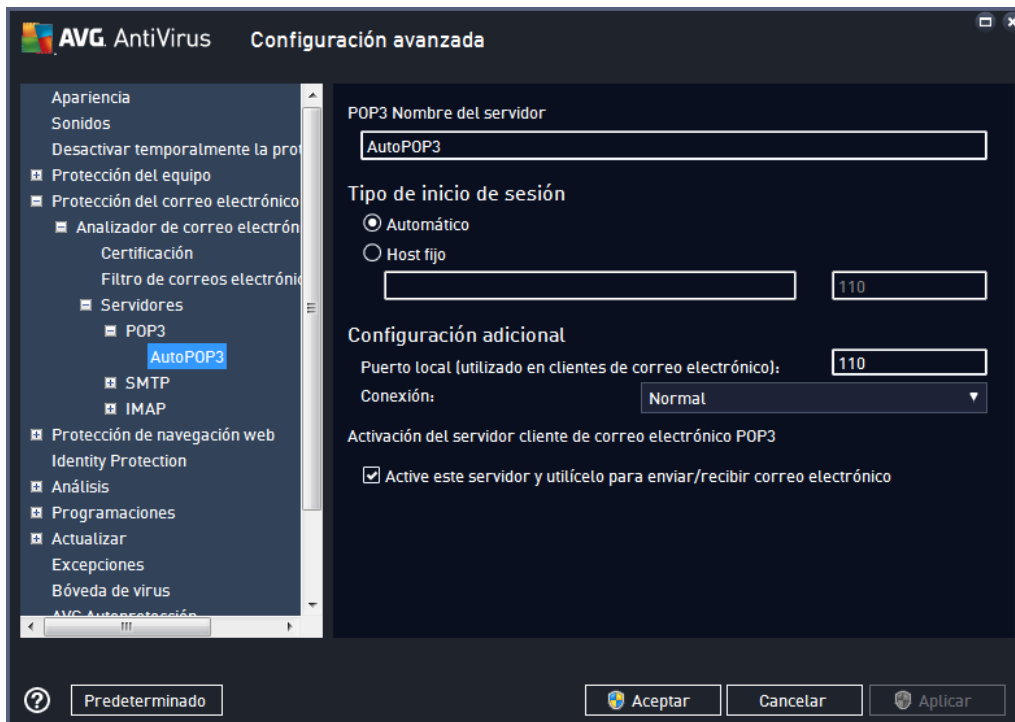 AVG. AntiVirus Configuración avanzada
Apariencia
Sonidos
Desactivar temporalmente la prot
Protección del equipo
Protección del correo electrónico
Analizador de correo electrón
Certificación
Filtro de correos electrónic
Servidores
POP3
AutoPOP3
SMTP
IMAP
Protección de navegación web
Identity Protection
Análisis
Programaciones
Actualizar
Excepciones
Bóveda de virus
AVG Autoprotección
POP3 Nombre del servidor
AutoPOP3
Tipo de inicio de sesión
Automático
Host fijo
110
Configuración adicional
Puerto local (utilizado en clientes de correo electrónico): 110
Conexión: Normal
Activación del servidor cliente de correo electrónico POP3
Active este servidor y utilícelo para enviar/recibir correo electrónico
? Predeterminado Aceptar Cancelar Aplicar